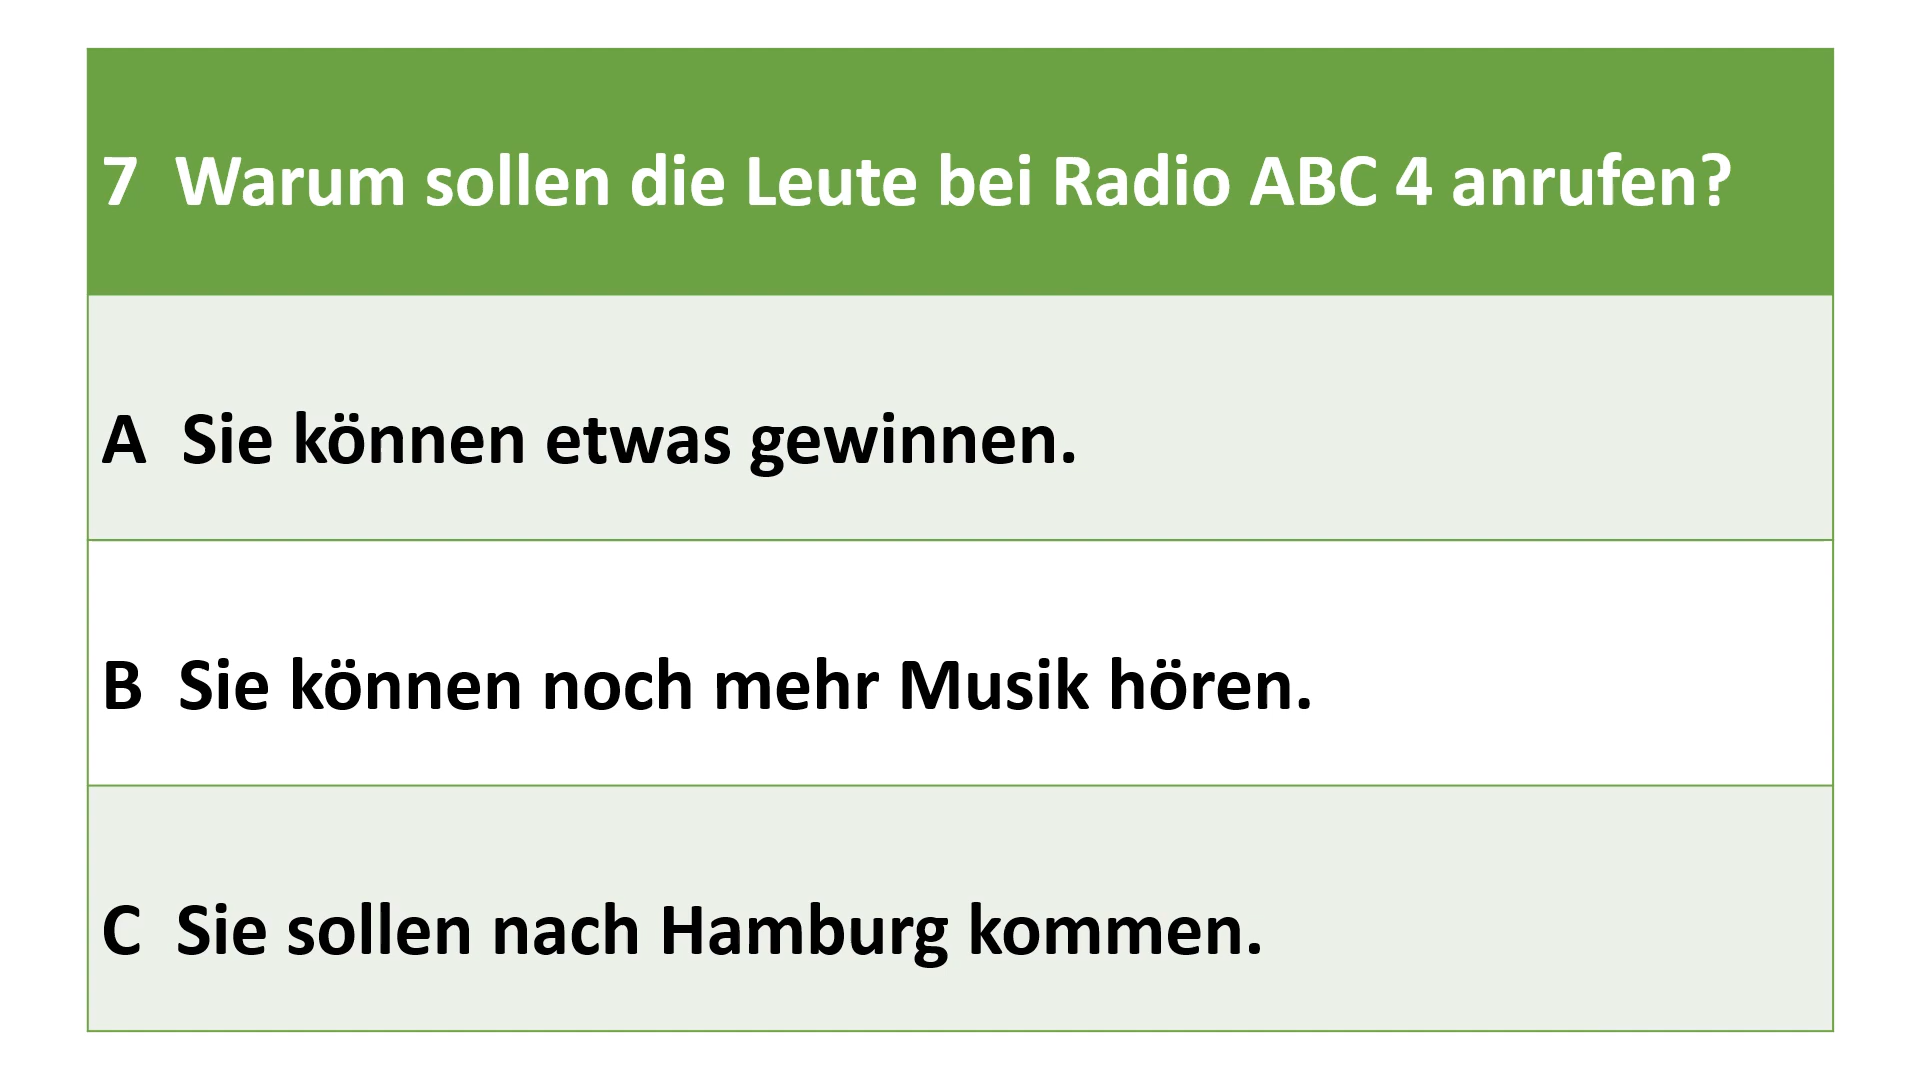 7 Warum sollen die Leute bei Radio ABC 4 anrufen?
A Sie können etwas gewinnen.
B Sie können noch mehr Musik hören.
C Sie sollen nach Hamburg kommen.